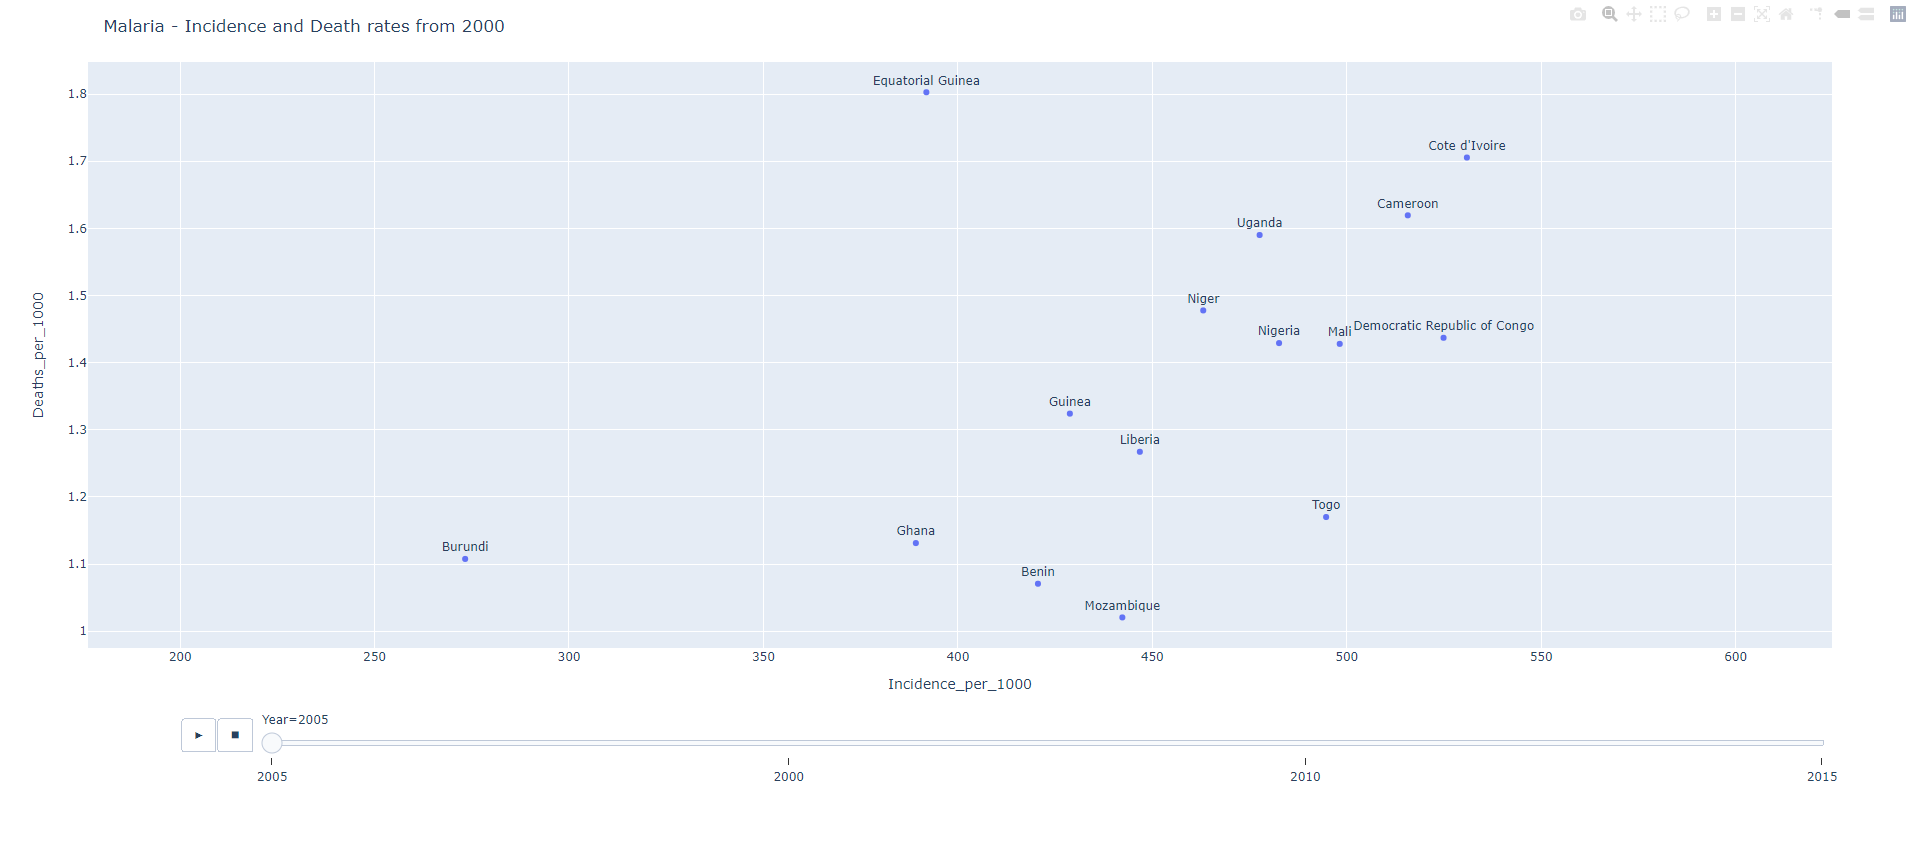 Malaria - Incidence and Death rates from 2000
Equatorial Guinea
1.8
Cote d'Ivoire
1.7
Cameroon
Uganda
1.6
Niger
1.5
Democratic Republic of Congo
Nigeria
Mali
1.4
Guinea
1.3
Liberia
1.2
Togo
Ghana
Burundi
1.1
Benin
Mozambique
1
Deaths_per_1000
200 250 300 350 400 450 500 550 600
Incidence_per_1000
Year=2005
2005 2000 2010 2015